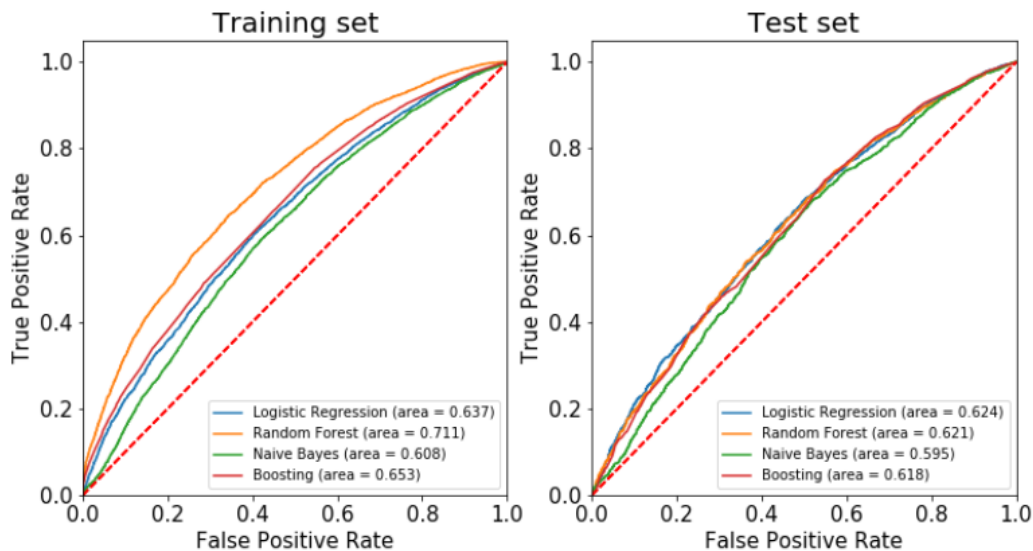 Training set
True Positive Rate
1.0
0.8
0.6
0.4
0.2
0.0
0.0 0.2 0.4 0.6 0.8 1.0
False Positive Rate
Logistic Regression (area = 0.637)
Random Forest (area = 0.711)
Naive Bayes (area = 0.608)
Boosting (area = 0.653)
Test set
True Positive Rate
1.0
0.8
0.6
0.4
0.2
0.0
0.0 0.2 0.4 0.6 0.8 1.0
False Positive Rate
Logistic Regression (area = 0.624)
Random Forest (area = 0.621)
Naive Bayes (area = 0.595)
Boosting (area = 0.618)